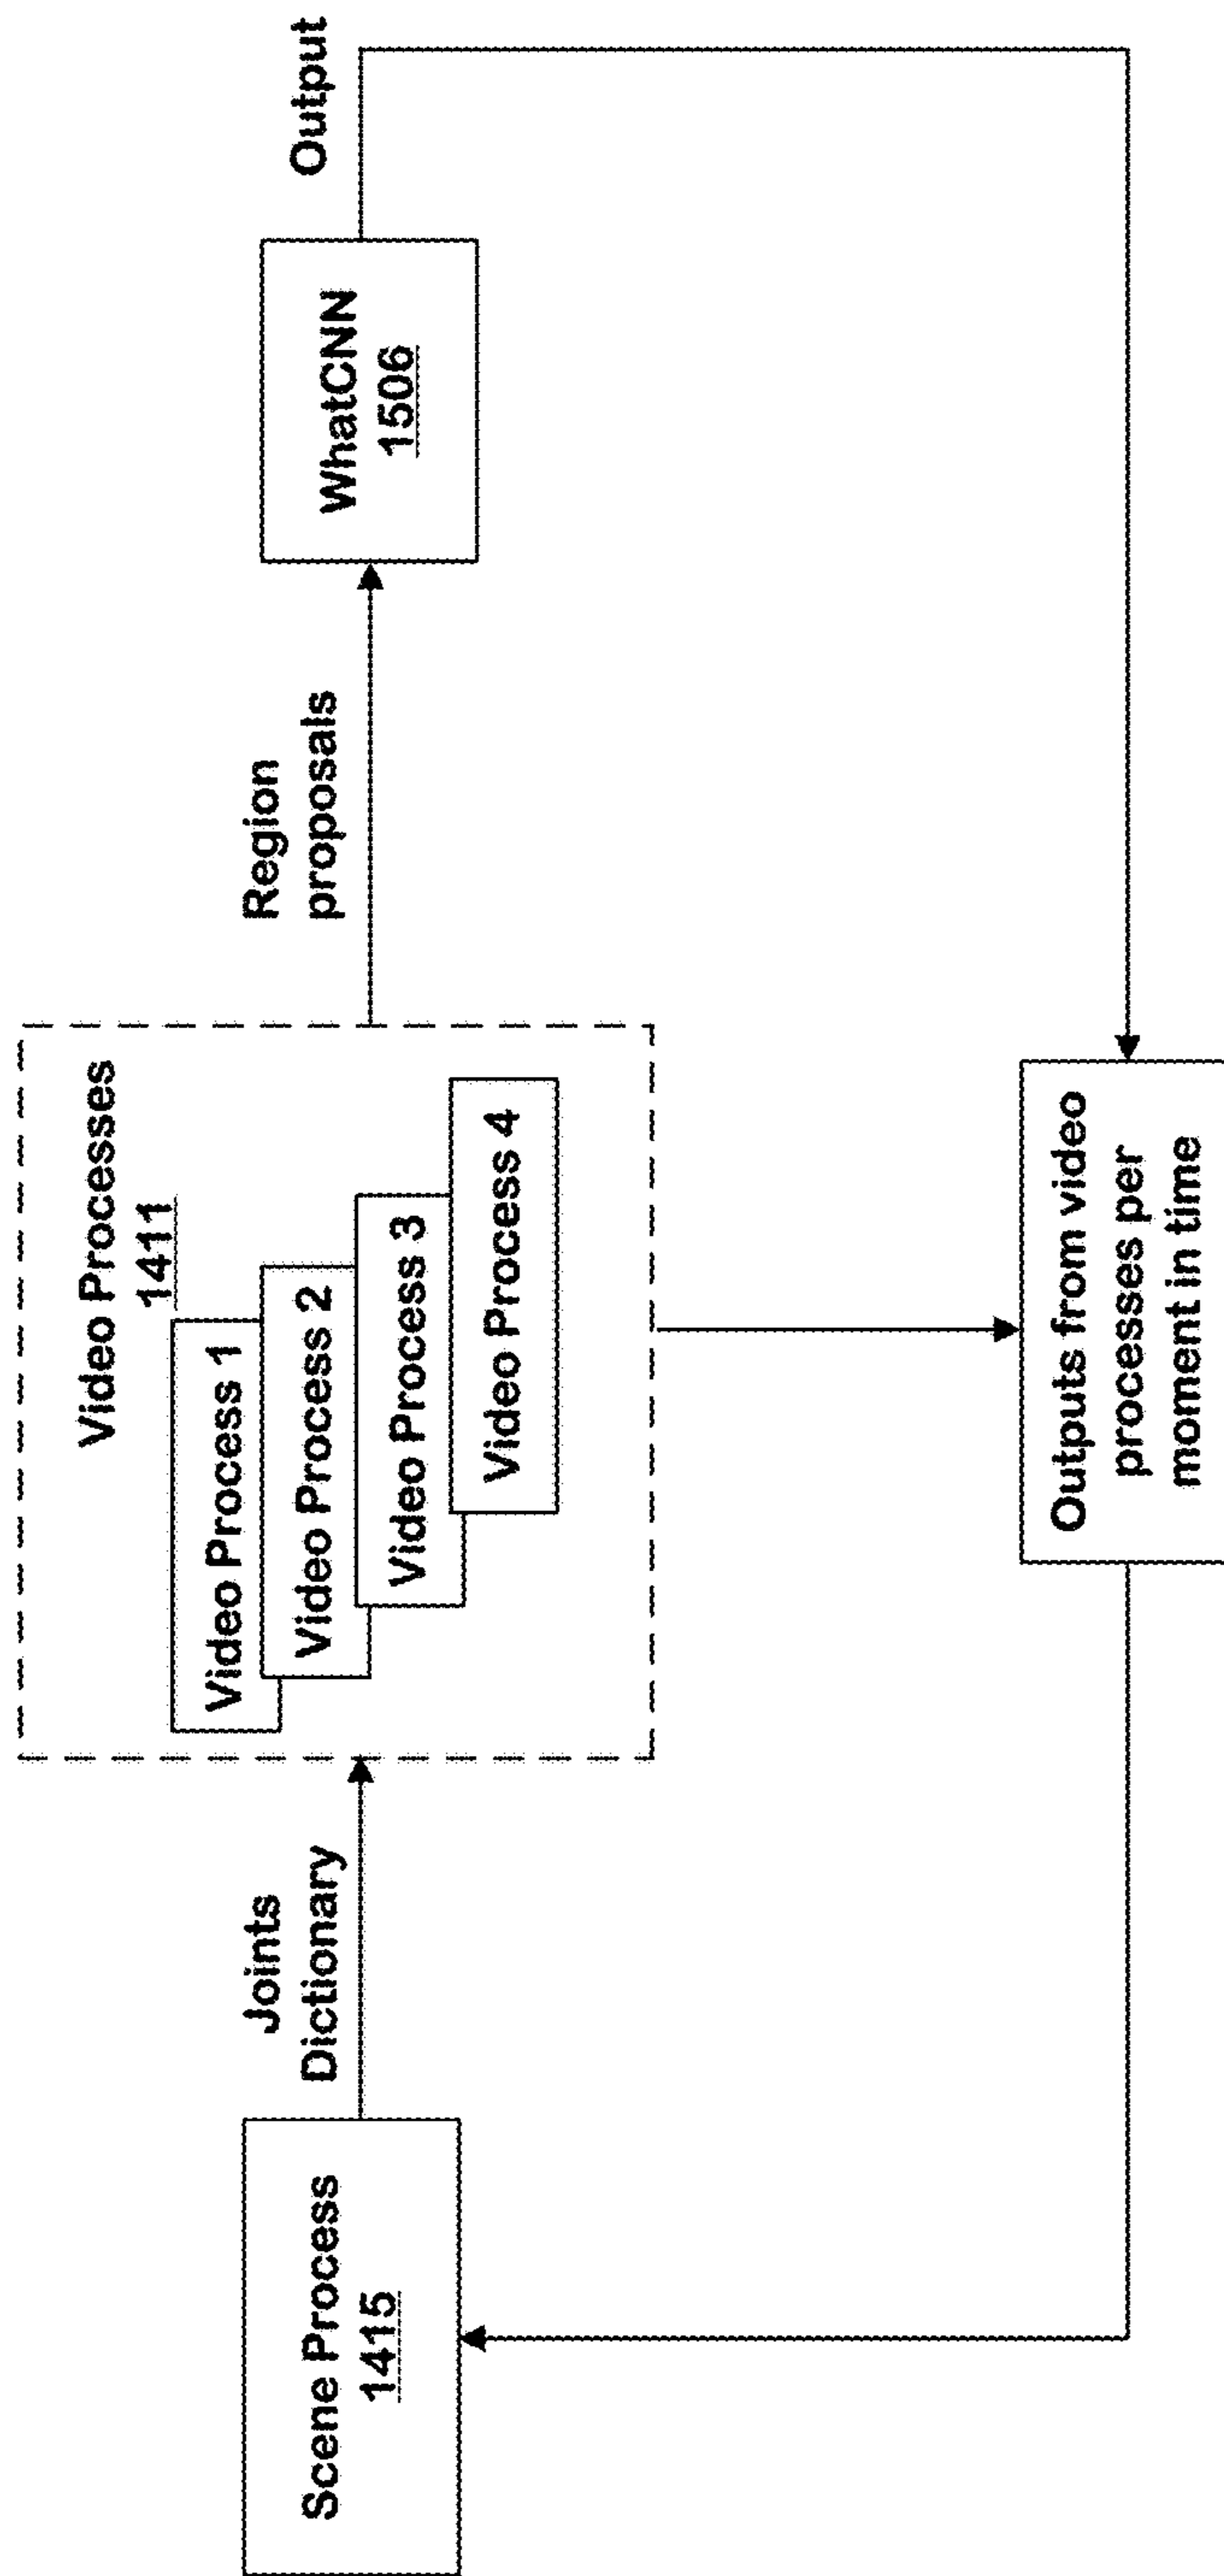 Scene Process
1415
Joints
Dictionary
Video Processes
1411
Video Process 1
Video Process 2
Video Process 3
Video Process 4
Region
proposals
WhatCNN
1506
Output
Outputs from video
processes per
moment in time